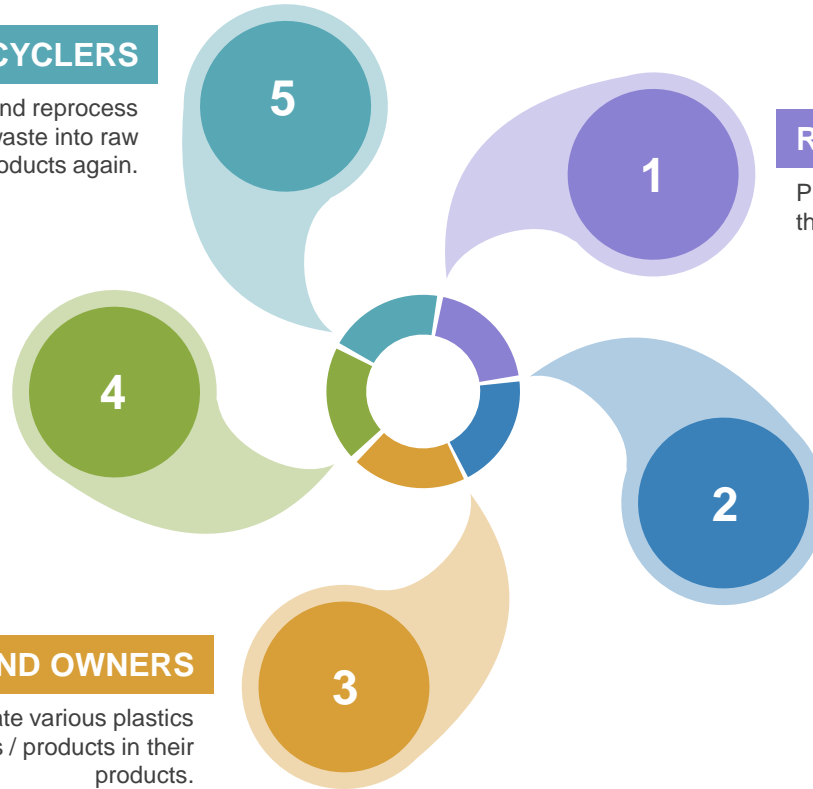 CYCLERS
nd reprocess
waste into raw
oducts again.
5
1
R
P
th
4
2
ND OWNERS
ate various plastics
s / products in their
products.
3